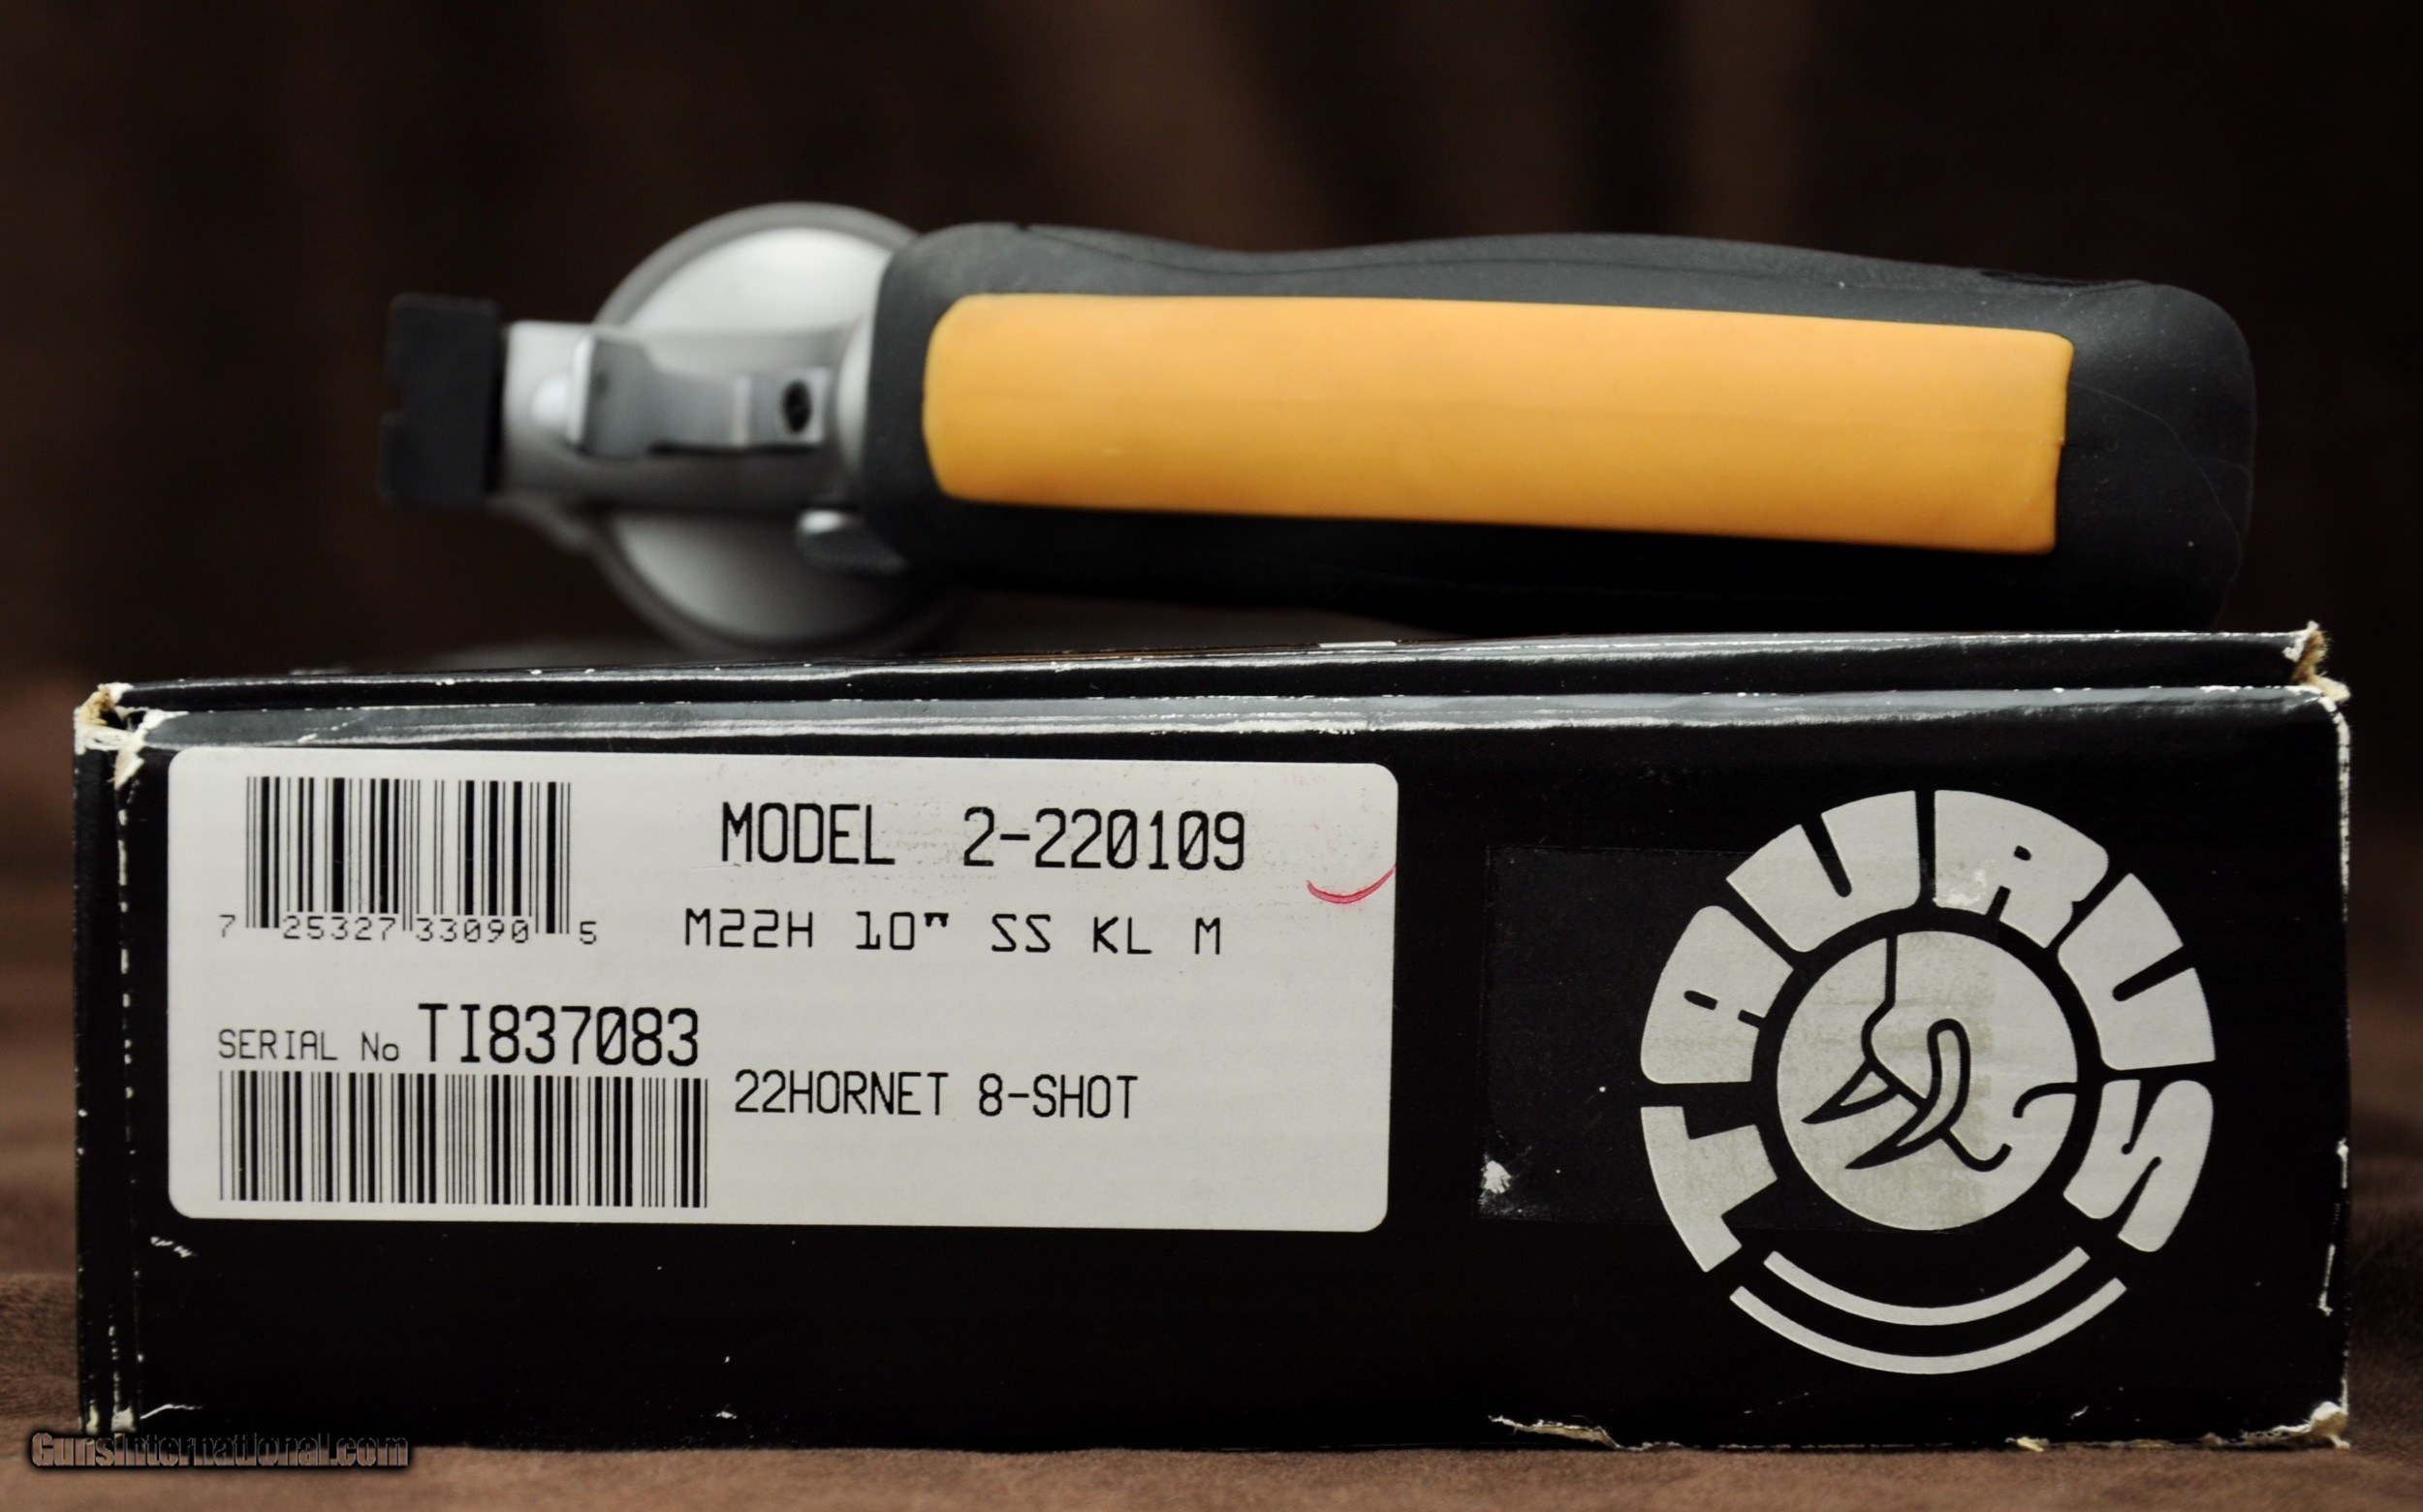 MODEL 2-220109
7 25327 33090 5
M22H 10" SS KL M
SERIAL No TI837083
22HORNET 8-SHOT
TAURUS
GunsInternational.com